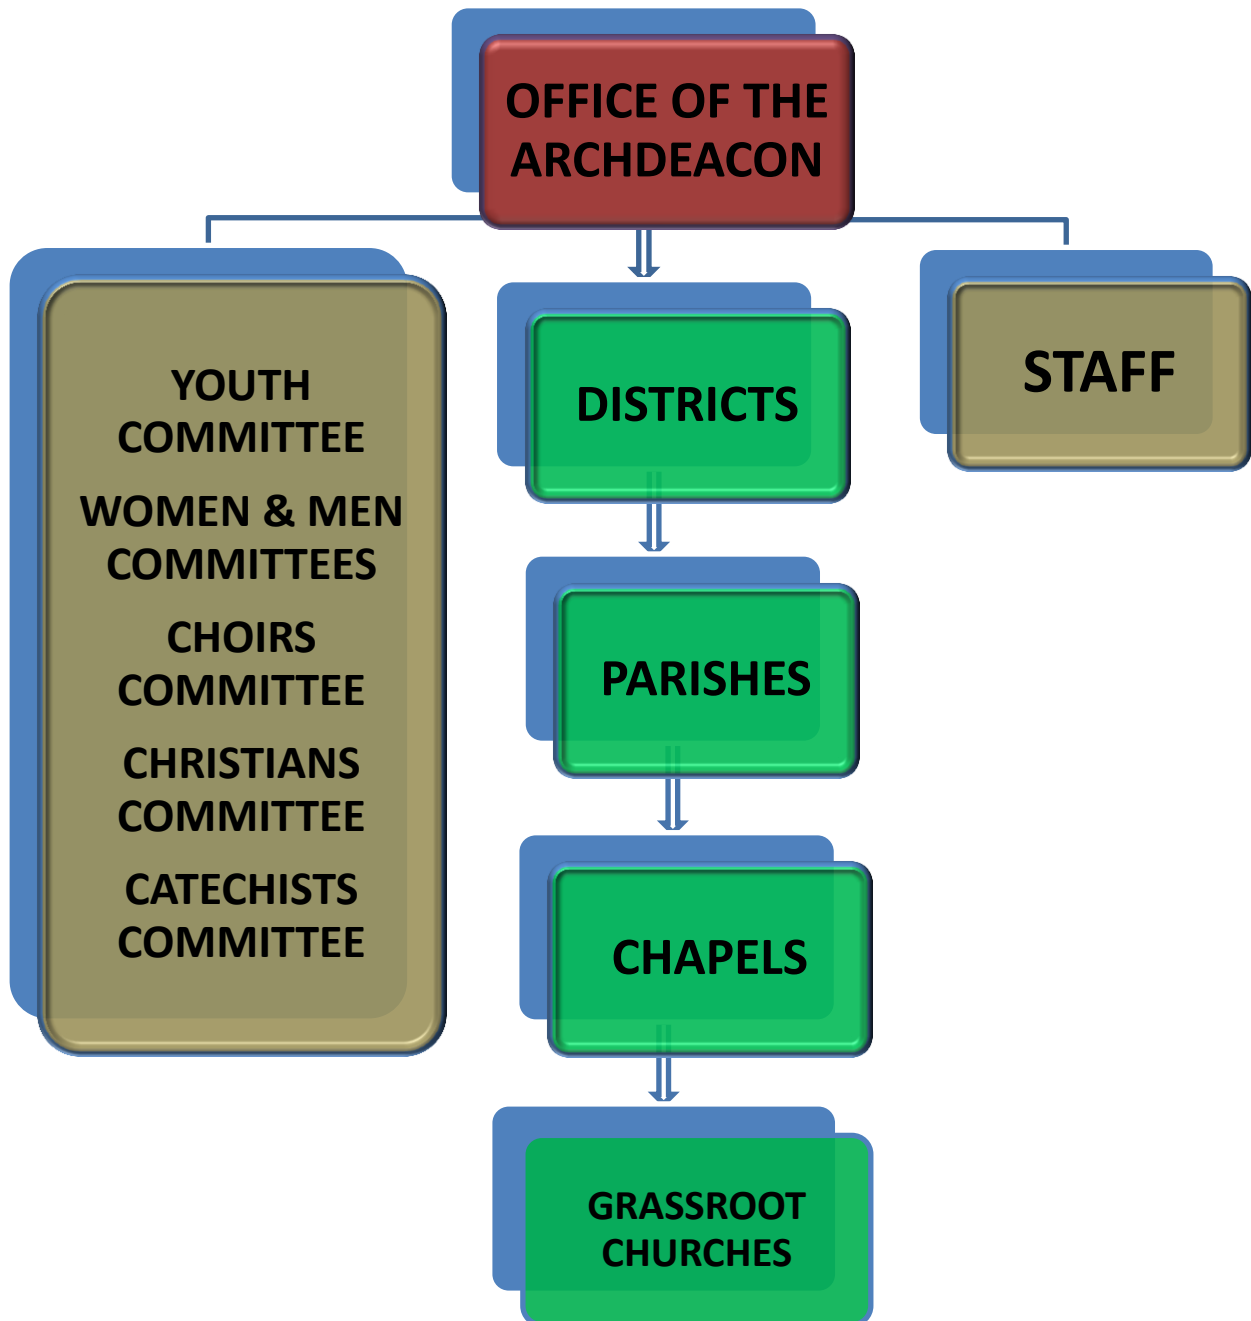 OFFICE OF THE
ARCHDEACON
YOUTH
COMMITTEE
WOMEN & MEN
COMMITTEES
CHOIRS
COMMITTEE
CHRISTIANS
COMMITTEE
CATECHISTS
COMMITTEE
DISTRICTS
PARISHES
CHAPELS
GRASSROOT
CHURCHES
STAFF